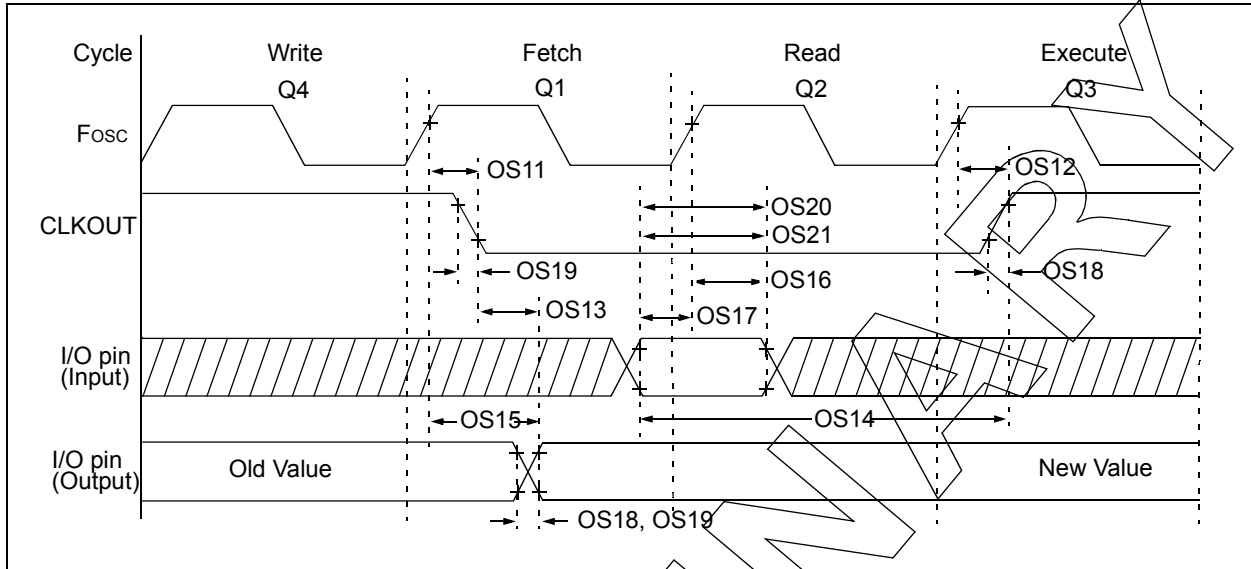 Cycle Write Fetch Read Execute
Q4 Q1 Q2 Q3
Fosc
OS11 OS12
CLKOUT
OS20
OS21
OS19 OS16 OS18
OS13 OS17
I/O pin
(Input)
OS15 OS14
I/O pin
(Output)
Old Value New Value
OS18, OS19